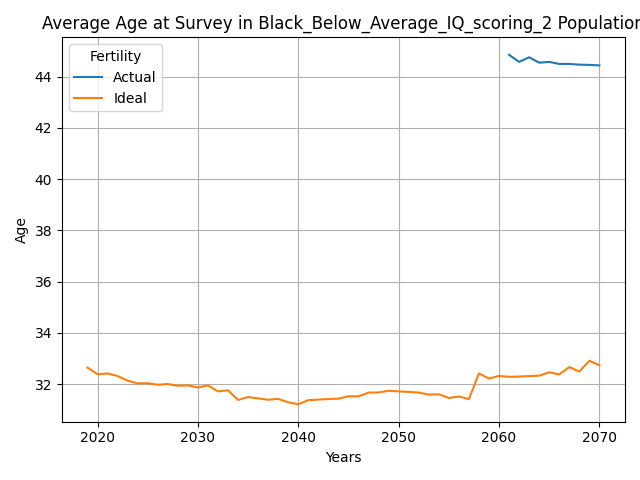 Average Age at Survey in Black_Below_Average_IQ_scoring_2 Population
Fertility
Actual
Ideal
Age
44
42
40
38
36
34
32
2020 2030 2040 2050 2060 2070
Years